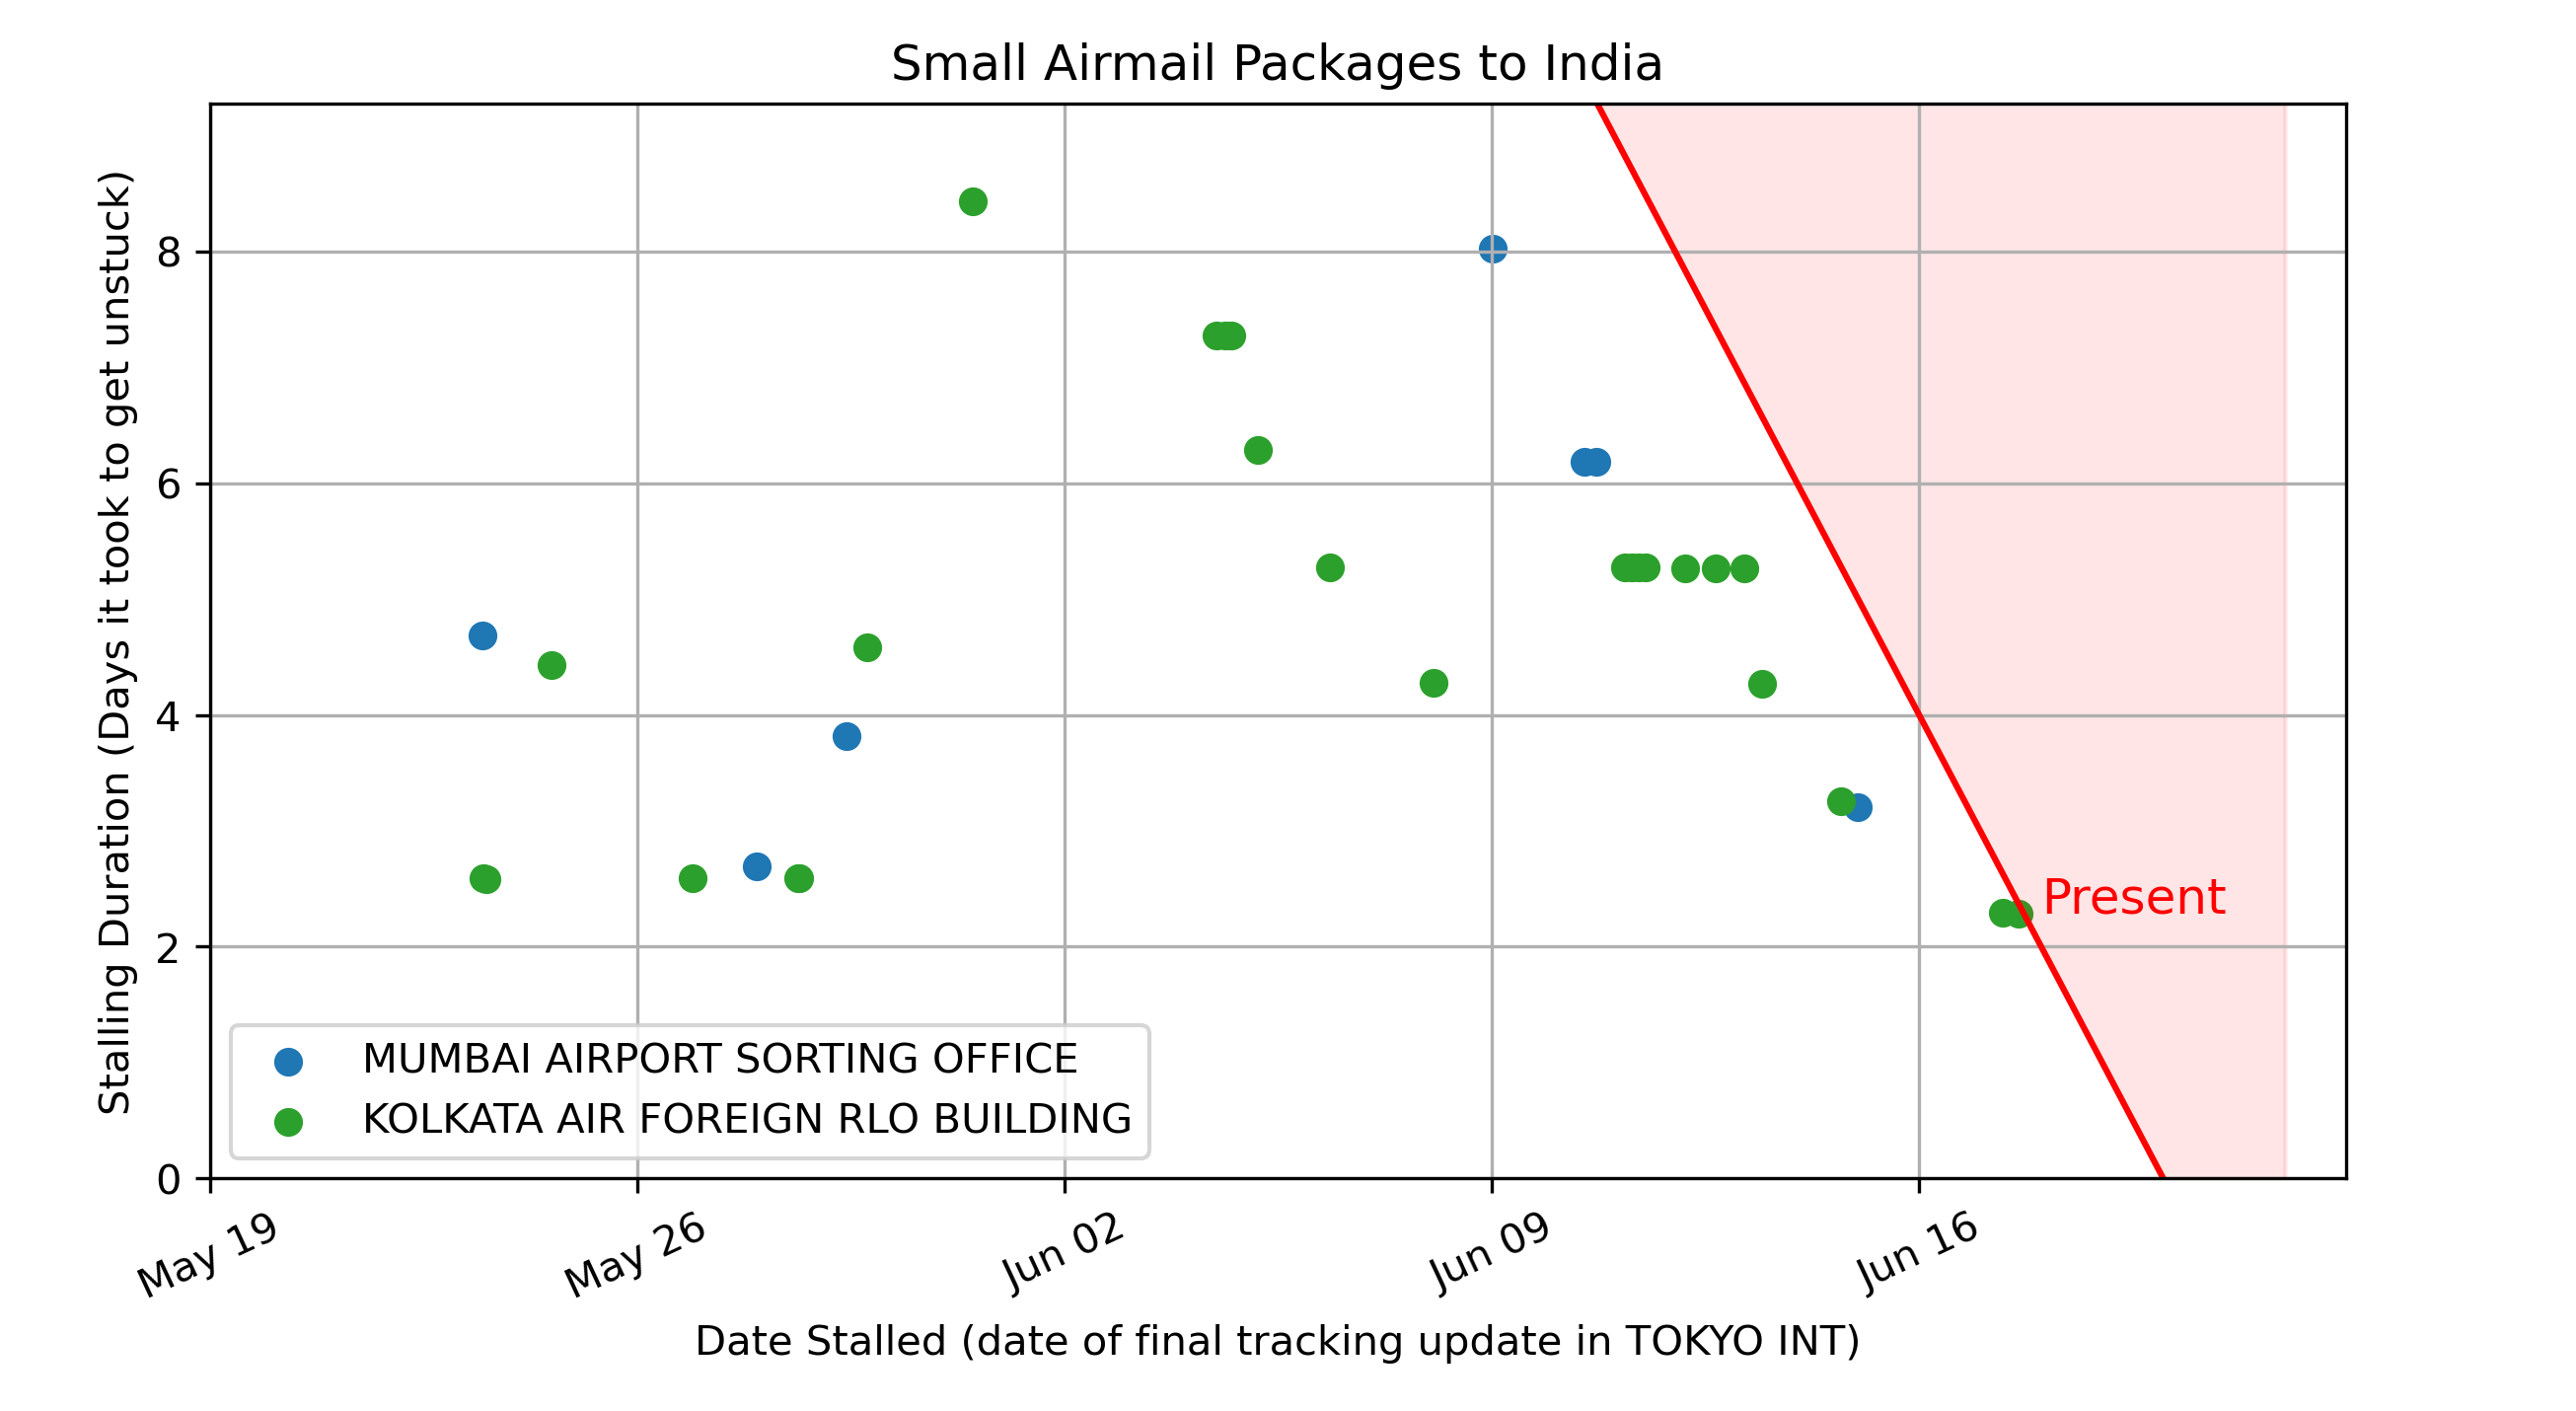 Small Airmail Packages to India
Stalling Duration (Days it took to get unstuck)
8
6
4
2
0
Present
MUMBAI AIRPORT SORTING OFFICE
KOLKATA AIR FOREIGN RLO BUILDING
May 19
May 26
Jun 02
Jun 09
Jun 16
Date Stalled (date of final tracking update in TOKYO INT)